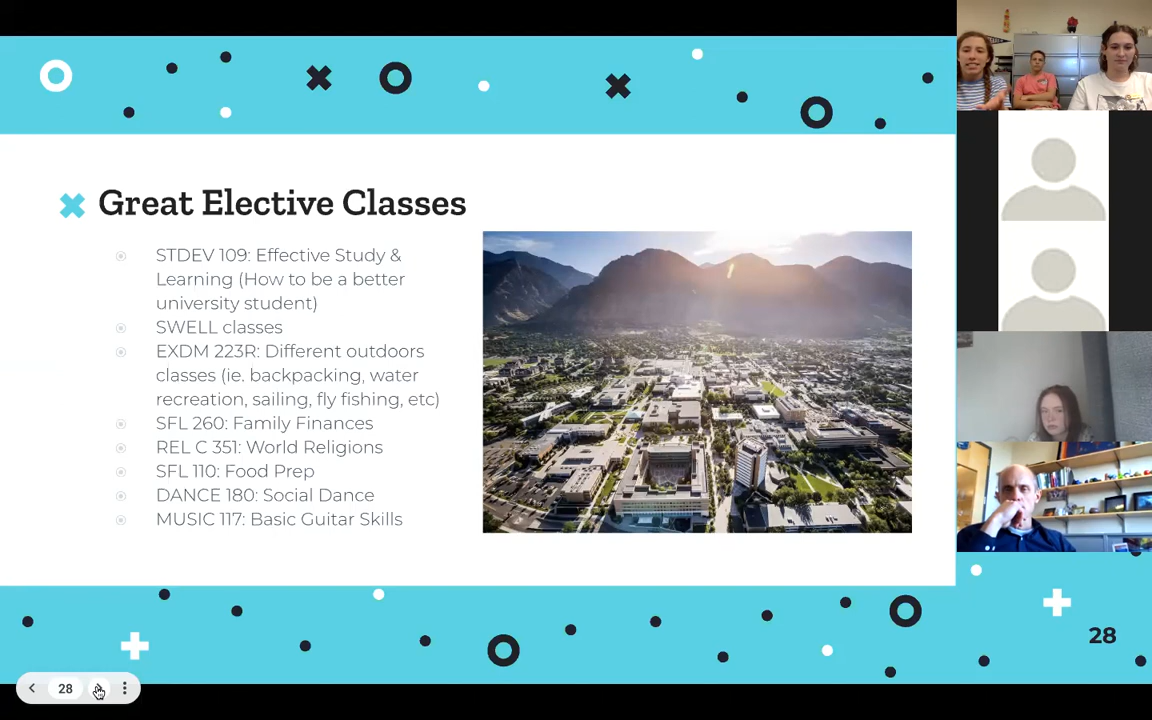 Great Elective Classes
STDEV 109: Effective Study &
Learning (How to be a better
university student)
SWELL classes
EXDM 223R: Different outdoors
classes (ie. backpacking, water
recreation, sailing, fly fishing, etc)
SFL 260: Family Finances
REL C 351: World Religions
SFL 110: Food Prep
DANCE 180: Social Dance
MUSIC 117: Basic Guitar Skills
28
28